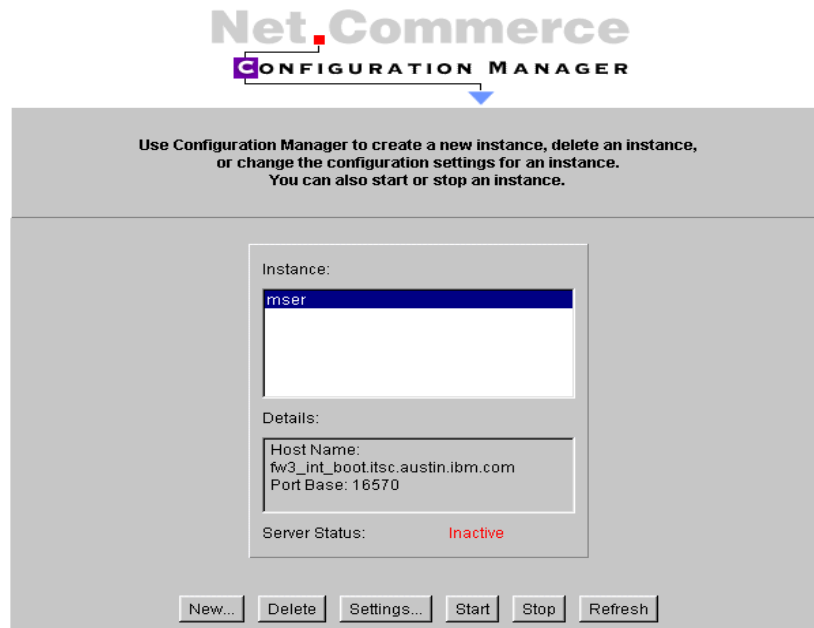 Net.Commerce
CONFIGURATION MANAGER
Use Configuration Manager to create a new instance, delete an instance,
or change the configuration settings for an instance.
You can also start or stop an instance.
Instance:
mser
Details:
Host Name:
fw3_int_boot.itsc.austin.ibm.com
Port Base: 16570
Server Status: Inactive
New... Delete Settings... Start Stop Refresh